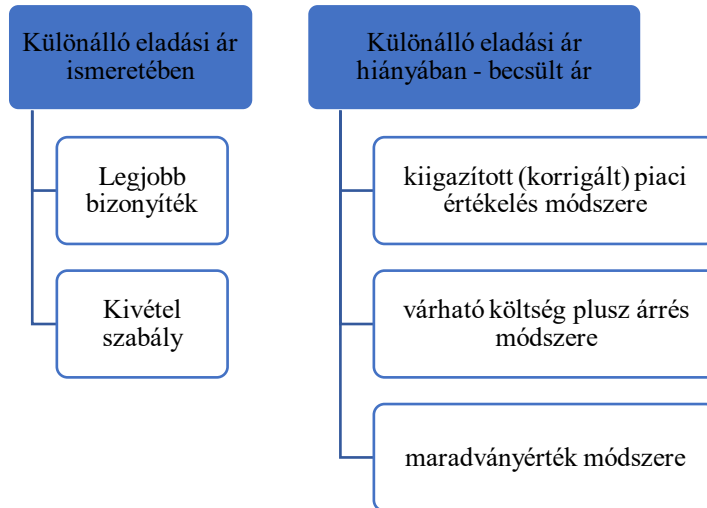 Különálló eladási ár
ismeretében
Legjobb
bizonyíték
Kivétel
szabály
Különálló eladási ár
hiányában - becsült ár
kiigazított (korrigált) piaci
értékelés módszere
várható költség plusz árrés
módszere
maradványérték módszere